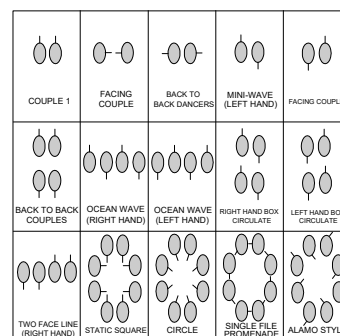 COUPLE 1
FACING
COUPLE
BACK TO
BACK DANCERS
MINI-WAVE
(LEFT HAND)
FACING COUPL
BACK TO BACK
COUPLES
OCEAN WAVE
(RIGHT HAND)
OCEAN WAVE
(LEFT HAND)
RIGHT HAND BOX
CIRCULATE
LEFT HAND BO
CIRCULATE
TWO FACE LINE
(RIGHT HAND)
STATIC SQUARE
CIRCLE
SINGLE FILE
PROMENADE
ALAMO STYL